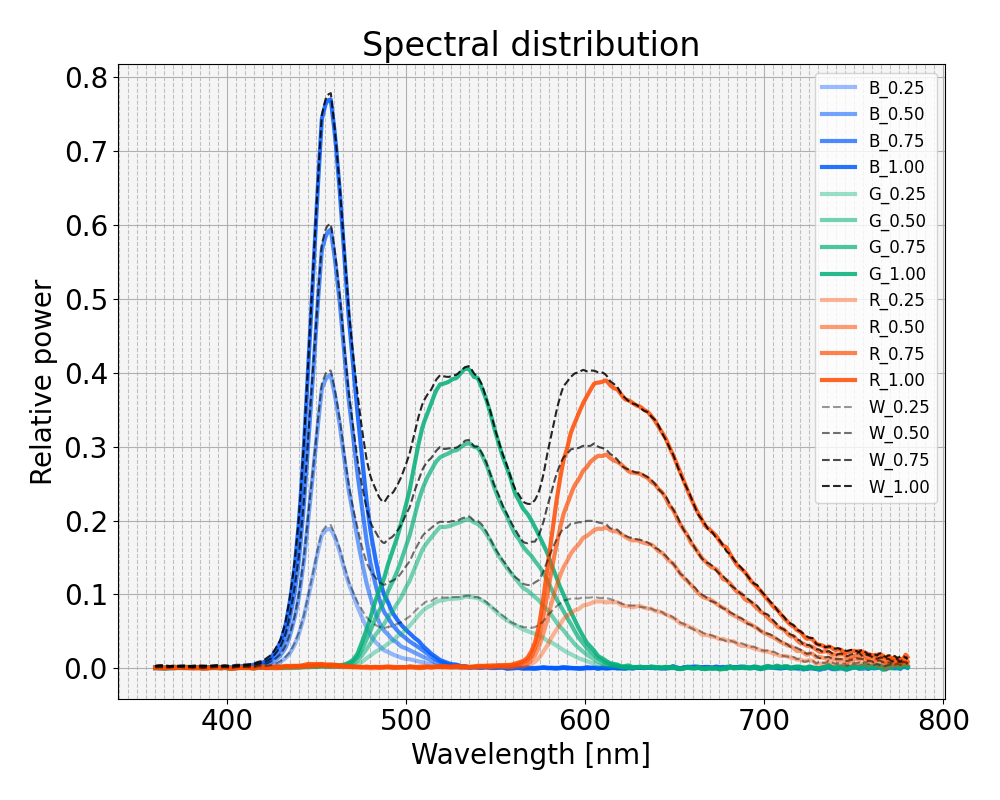 Spectral distribution
0.8
0.7
0.6
0.5
0.4
0.3
0.2
0.1
0.0
Relative power
B_0.25
B_0.50
B_0.75
B_1.00
G_0.25
G_0.50
G_0.75
G_1.00
R_0.25
R_0.50
R_0.75
R_1.00
W_0.25
W_0.50
W_0.75
W_1.00
400 500 600 700 800
Wavelength [nm]